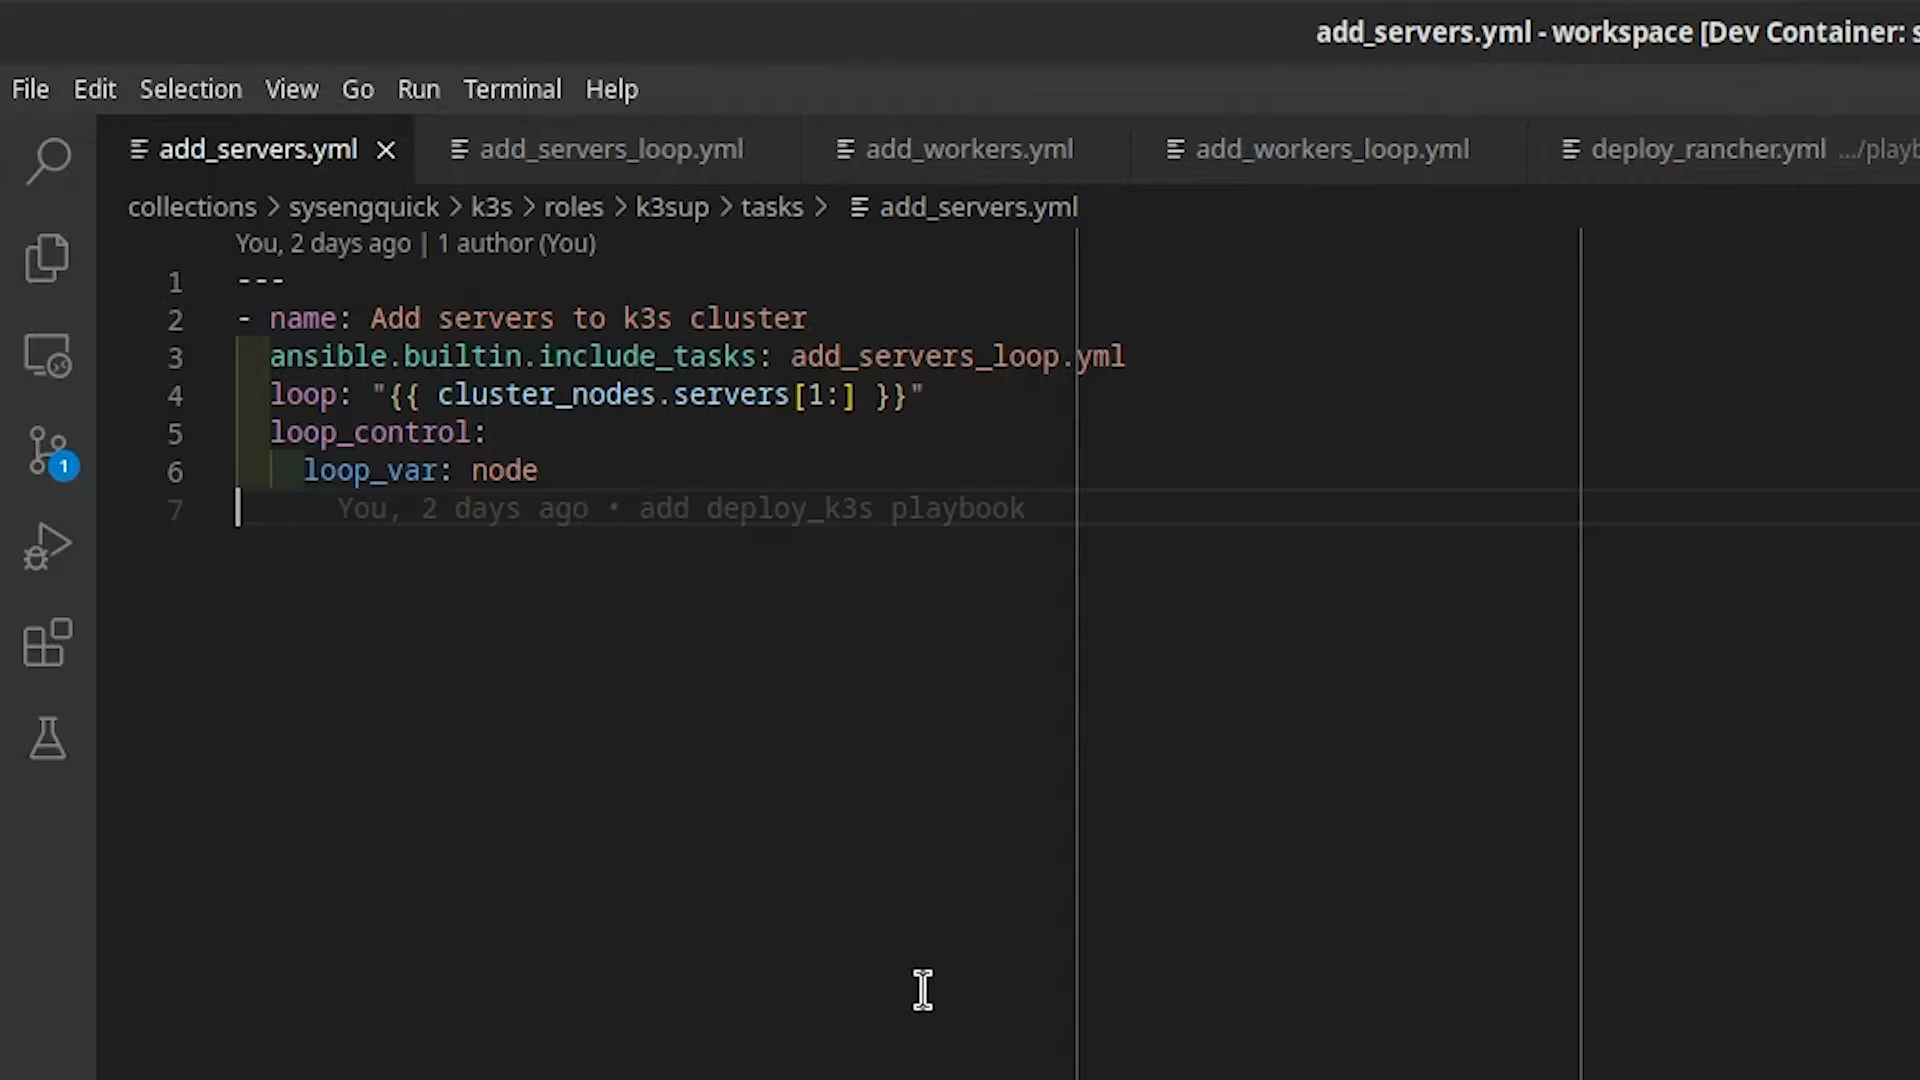 add_servers.yml - workspace [Dev Container: s
File Edit Selection View Go Run Terminal Help
add_servers.yml add_servers_loop.yml add_workers.yml add_workers_loop.yml deploy_rancher.yml .../playb
collections > sysengquick > k3s > roles > k3sup > tasks > add_servers.yml
You, 2 days ago | 1 author (You)
1 ---
2 - name: Add servers to k3s cluster
3 ansible.builtin.include_tasks: add_servers_loop.yml
4 loop: "{{ cluster_nodes.servers[1:] }}"
5 loop_control:
6 loop_var: node
7 You, 2 days ago • add deploy_k3s playbook
1